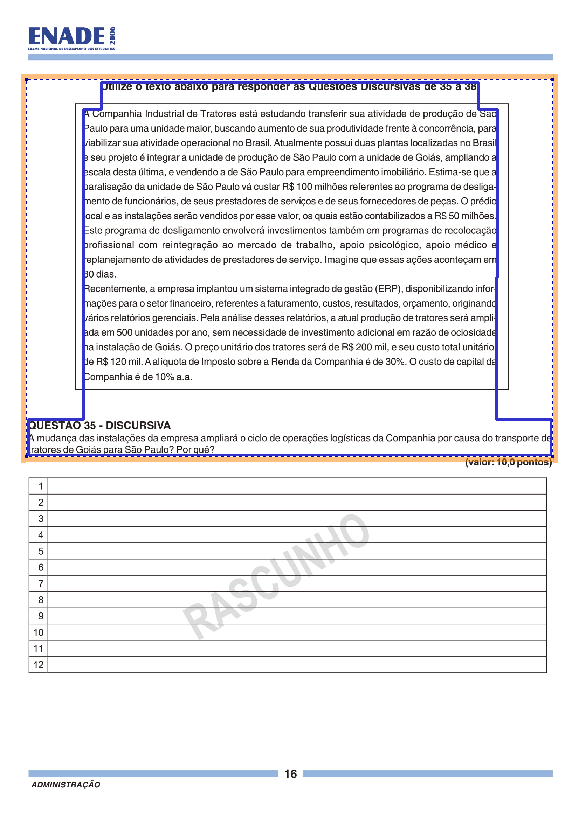 ENADE
2006
EXAME NACIONAL DE DESEMPENHO DOS ESTUDANTES
Utilize o texto abaixo para responder às Questões Discursivas de 35 a 38
A Companhia Industrial de Tratores está estudando transferir sua atividade de produção de São
Paulo para uma unidade maior, buscando aumento de sua produtividade frente à concorrência, para
viabilizar sua atividade operacional no Brasil. Atualmente possui duas plantas localizadas no Brasil
e seu projeto é integrar a unidade de produção de São Paulo com a unidade de Goiás, ampliando a
escala desta última, e vendendo a de São Paulo para empreendimento imobiliário. Estima-se que a
paralisação da unidade de São Paulo vá custar R$ 100 milhões referentes ao programa de desliga-
mento de funcionários, de seus prestadores de serviços e de seus fornecedores de peças. O prédio
local e as instalações serão vendidos por esse valor, os quais estão contabilizados a R$ 50 milhões.
Este programa de desligamento envolverá investimentos também em programas de recolocação
profissional com reintegração ao mercado de trabalho, apoio psicológico, apoio médico e
replanejamento de atividades de prestadores de serviço. Imagine que essas ações aconteçam em
30 dias.
Recentemente, a empresa implantou um sistema integrado de gestão (ERP), disponibilizando infor-
mações para o setor financeiro, referentes a faturamento, custos, resultados, orçamento, originando
vários relatórios gerenciais. Pela análise desses relatórios, a atual produção de tratores será ampli-
ada em 500 unidades por ano, sem necessidade de investimento adicional em razão de ociosidade
na instalação de Goiás. O preço unitário dos tratores será de R$ 200 mil, e seu custo total unitário,
de R$ 120 mil. A alíquota de Imposto sobre a Renda da Companhia é de 30%. O custo de capital da
Companhia é de 10% a.a.
QUESTÃO 35 - DISCURSIVA
A mudança das instalações da empresa ampliará o ciclo de operações logísticas da Companhia por causa do transporte de
tratores de Goiás para São Paulo? Por quê?
(valor: 10,0 pontos)
1
2
3
4
5
6
7
8
9
10
11
12
RASCUNHO
16
ADMINISTRAÇÃO